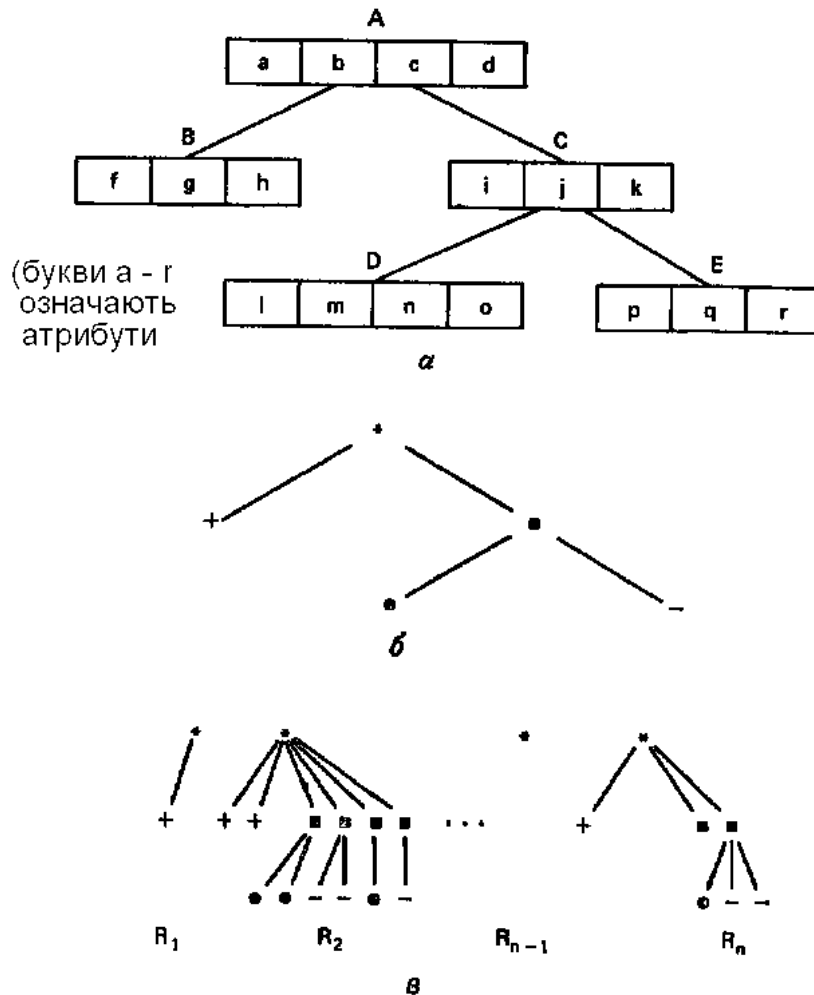 A
a b c d
B C
f g h i j k
(букви a - r
означають
атрибути
D E
l m n o p q r
а
б
R1 R2 ... Rn-1 Rn
в